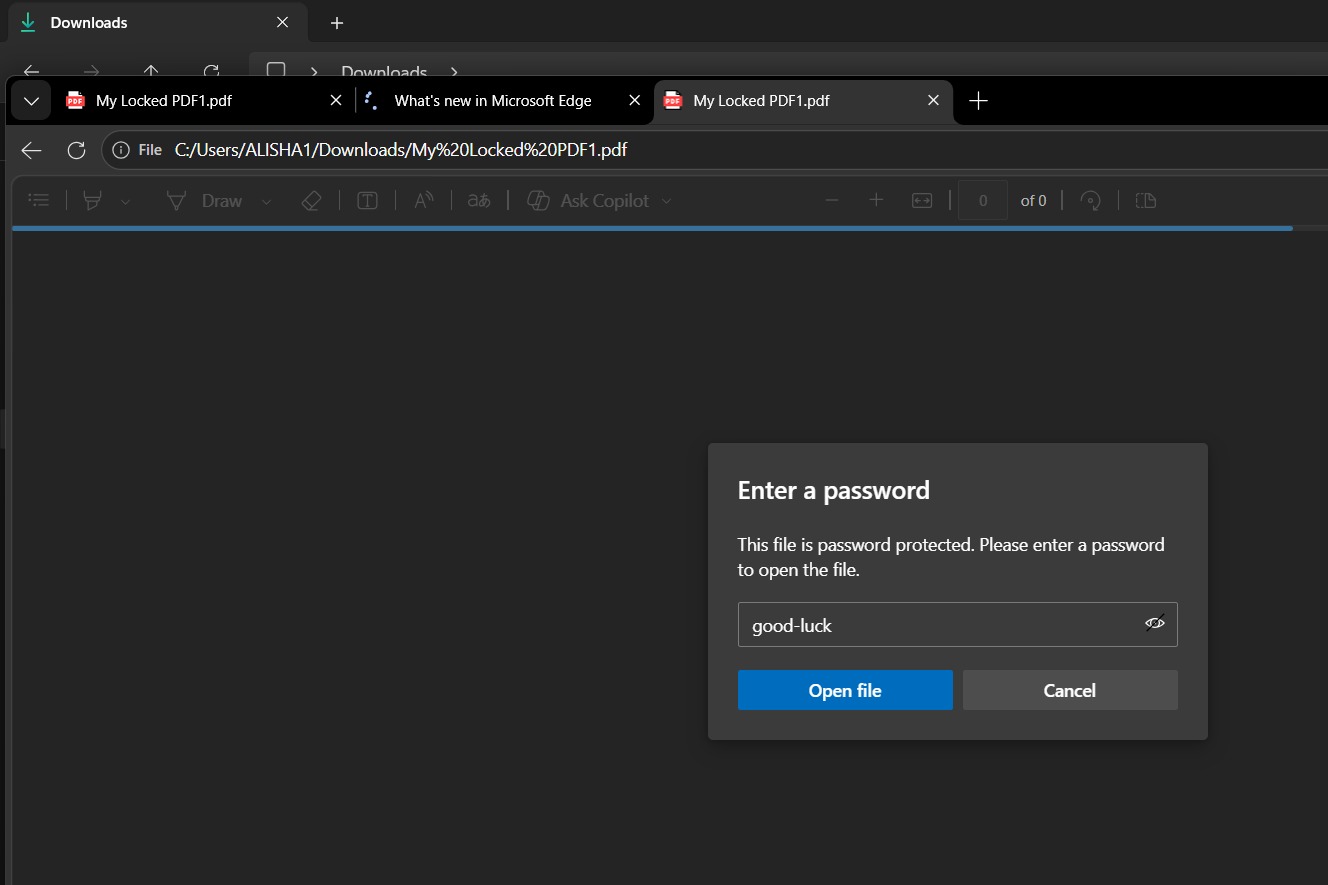 Downloads
Downloads
My Locked PDF1.pdf
What's new in Microsoft Edge
My Locked PDF1.pdf
File C:/Users/ALISHA1/Downloads/My%20Locked%20PDF1.pdf
Draw
aあ
Ask Copilot
0 of 0
Enter a password
This file is password protected. Please enter a password
to open the file.
good-luck
Open file
Cancel